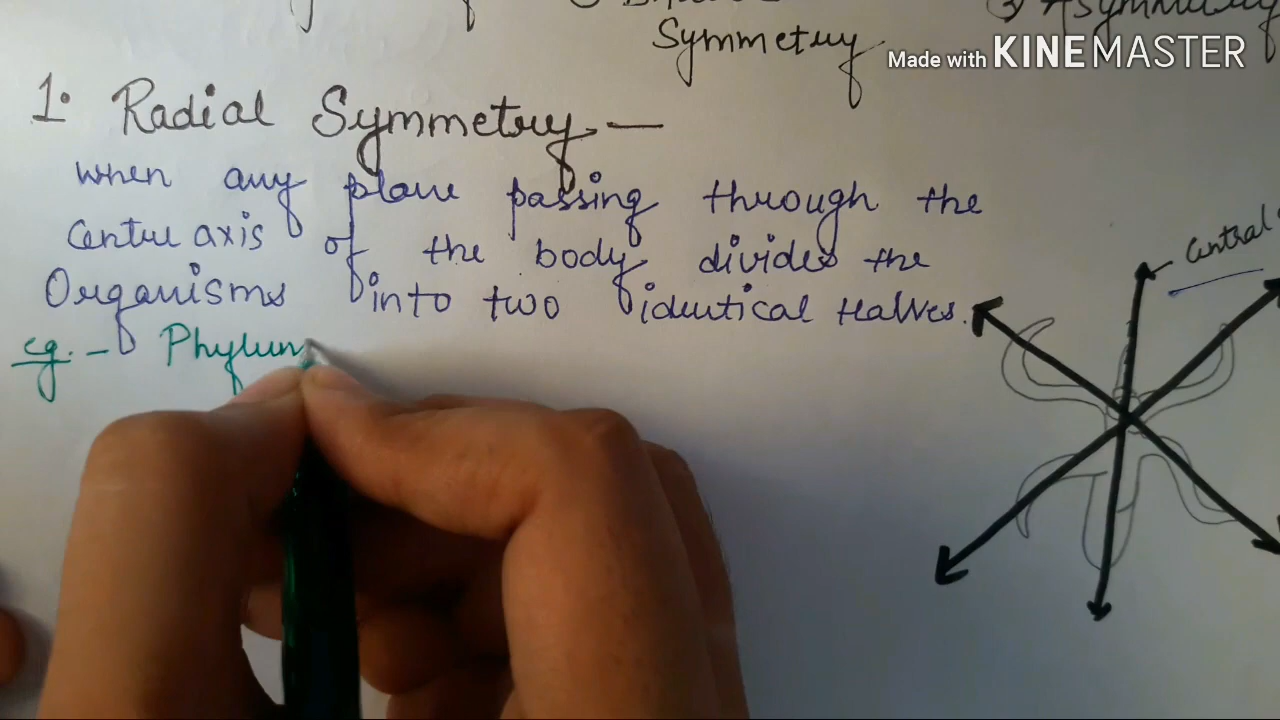 Symmetry
Made with KINEMASTER
1. Radial Symmetry —
when any plane passing through the
Centre axis of the body divides the
Organisms into two identical Halves.
Central
eg. - Phylum